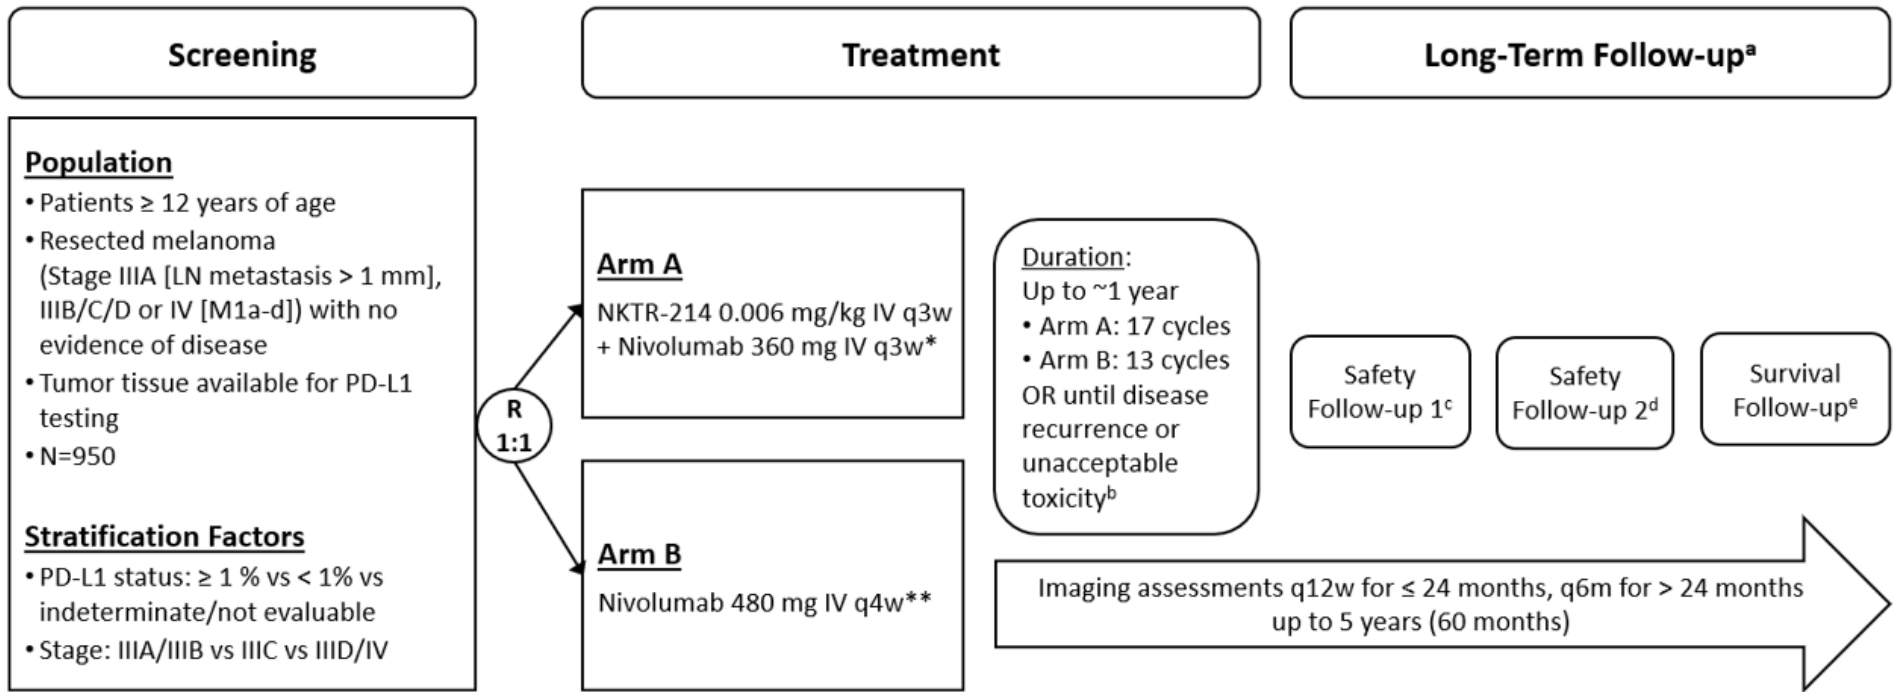 Screening
Treatment
Long-Term Follow-upᵃ
Population
• Patients ≥ 12 years of age
• Resected melanoma
(Stage IIIA [LN metastasis > 1 mm],
IIIB/C/D or IV [M1a-d]) with no
evidence of disease
• Tumor tissue available for PD-L1
testing
• N=950
Stratification Factors
• PD-L1 status: ≥ 1 % vs < 1% vs
indeterminate/not evaluable
• Stage: IIIA/IIIB vs IIIC vs IIID/IV
R
1:1
Arm A
NKTR-214 0.006 mg/kg IV q3w
+ Nivolumab 360 mg IV q3w*
Arm B
Nivolumab 480 mg IV q4w**
Duration:
Up to ~1 year
• Arm A: 17 cycles
• Arm B: 13 cycles
OR until disease
recurrence or
unacceptable
toxicityᵇ
Safety
Follow-up 1ᶜ
Safety
Follow-up 2ᵈ
Survival
Follow-upᵉ
Imaging assessments q12w for ≤ 24 months, q6m for > 24 months
up to 5 years (60 months)